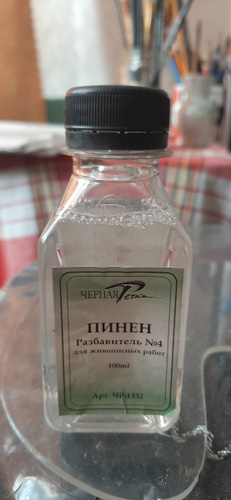 ЧЕРНАЯ Речка
ПИНЕН
Разбавитель №4
для живописных работ
100ml